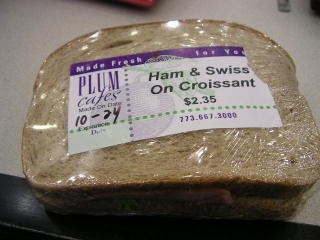 Made Fresh for You
PLUM
cafés
Made On Date
10-24
Expiration
Date
Ham & Swiss
On Croissant
$2.35
773.667.3000